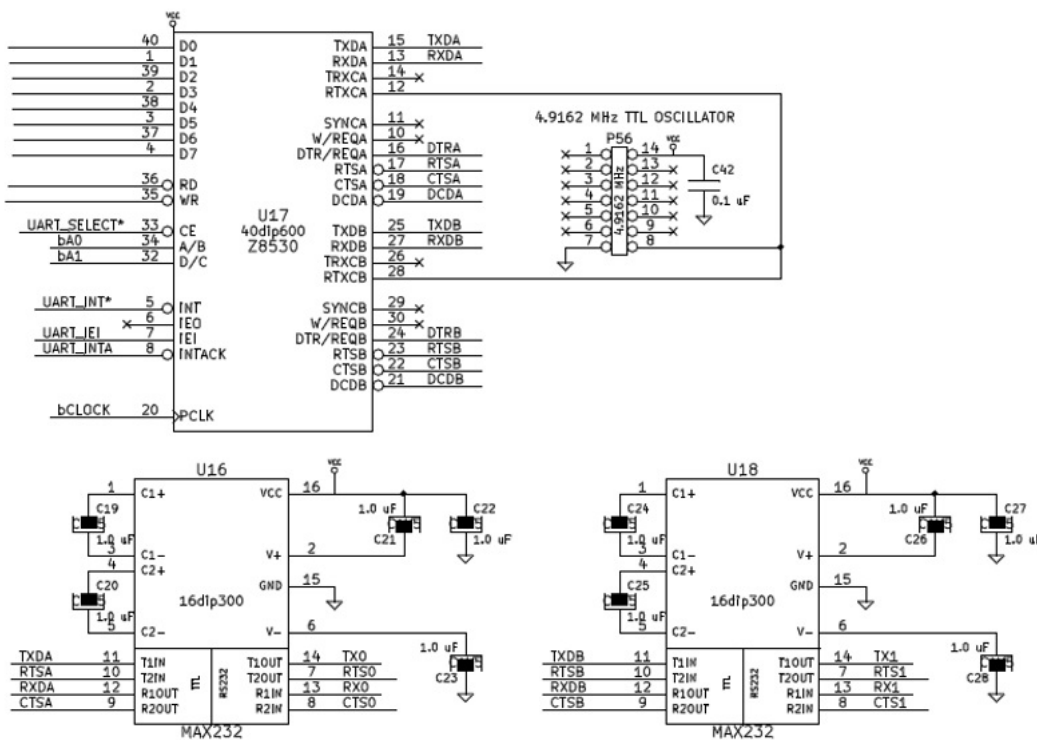 VCC
40 D0 TXDA 15 TXDA
1 D1 RXDA 13 RXDA
39 D2 TRXCA 14
2 D3 RTXCA 12
38 D4
3 D5 SYNCA 11
37 D6 W/REQA 10
4 D7 DTR/REQA 16 DTRA
RTSA 17 RTSA
36 RD CTSA 18 CTSA
35 WR DCDA 19 DCDA
U17
40dip600
Z8530
UART_SELECT* 33 CE TXDB 25 TXDB
bA0 34 A/B RXDB 27 RXDB
bA1 32 D/C TRXCB 26
RTXCB 28
UART_INT* 5 INT SYNCB 29
6 IEO W/REQB 30
UART_IEI 7 IEI DTR/REQB 24 DTRB
UART_INTA 8 INTACK RTSB 23 RTSB
CTSB 22 CTSB
DCDB 21 DCDB
bCLOCK 20 PCLK
4.9162 MHz TTL OSCILLATOR
P56
VCC
1 14
2 13
3 12
4 11
5 10
6 9
7 8
4.9162 MHz
C42
0.1 uF
U16
VCC
1 C1+ VCC 16
C19
1.0 uF
3 C1- V+ 2
1.0 uF
C21
C22
1.0 uF
4 C2+
GND 15
C20
1.0 uF
16dip300
5 C2- V- 6
1.0 uF
C23
TXDA 11 T1IN T1OUT 14 TX0
RTSA 10 T2IN T2OUT 7 RTS0
RXDA 12 R1OUT R1IN 13 RX0
CTSA 9 R2OUT R2IN 8 CTS0
TTL
RS232
MAX232
U18
VCC
1 C1+ VCC 16
C24
1.0 uF
3 C1- V+ 2
1.0 uF
C26
C27
1.0 uF
4 C2+
GND 15
C25
1.0 uF
16dip300
5 C2- V- 6
1.0 uF
C28
TXDB 11 T1IN T1OUT 14 TX1
RTSB 10 T2IN T2OUT 7 RTS1
RXDB 12 R1OUT R1IN 13 RX1
CTSB 9 R2OUT R2IN 8 CTS1
TTL
RS232
MAX232